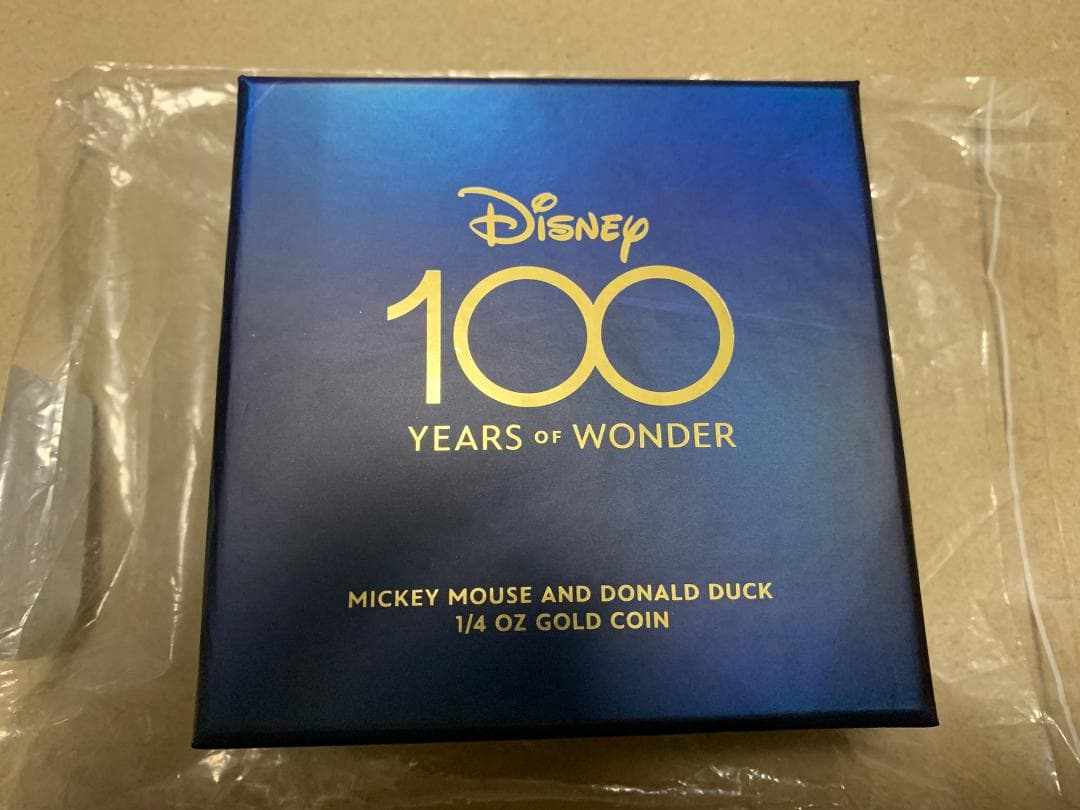 Disney
100
YEARS OF WONDER
MICKEY MOUSE AND DONALD DUCK
1/4 OZ GOLD COIN